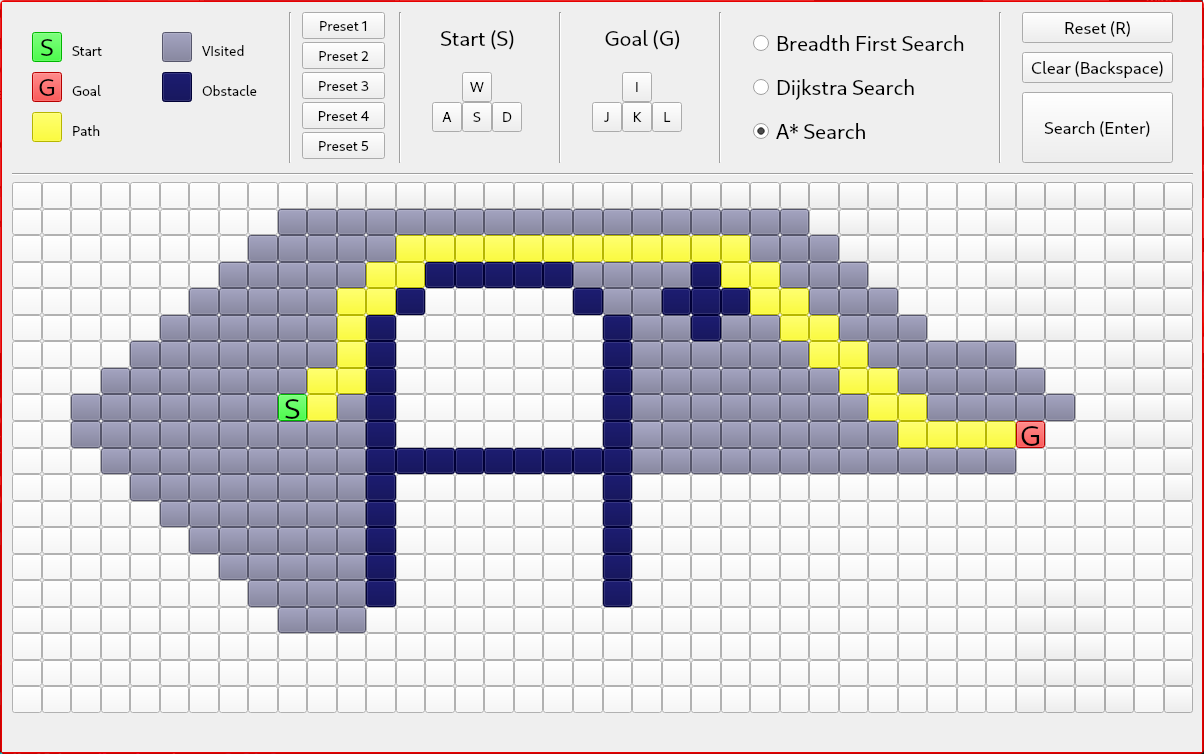 S Start
VIsited
G Goal
Obstacle
Path
Preset 1
Preset 2
Preset 3
Preset 4
Preset 5
Start (S)
W
A S D
Goal (G)
I
J K L
Breadth First Search
Dijkstra Search
A* Search
Reset (R)
Clear (Backspace)
Search (Enter)
S
G